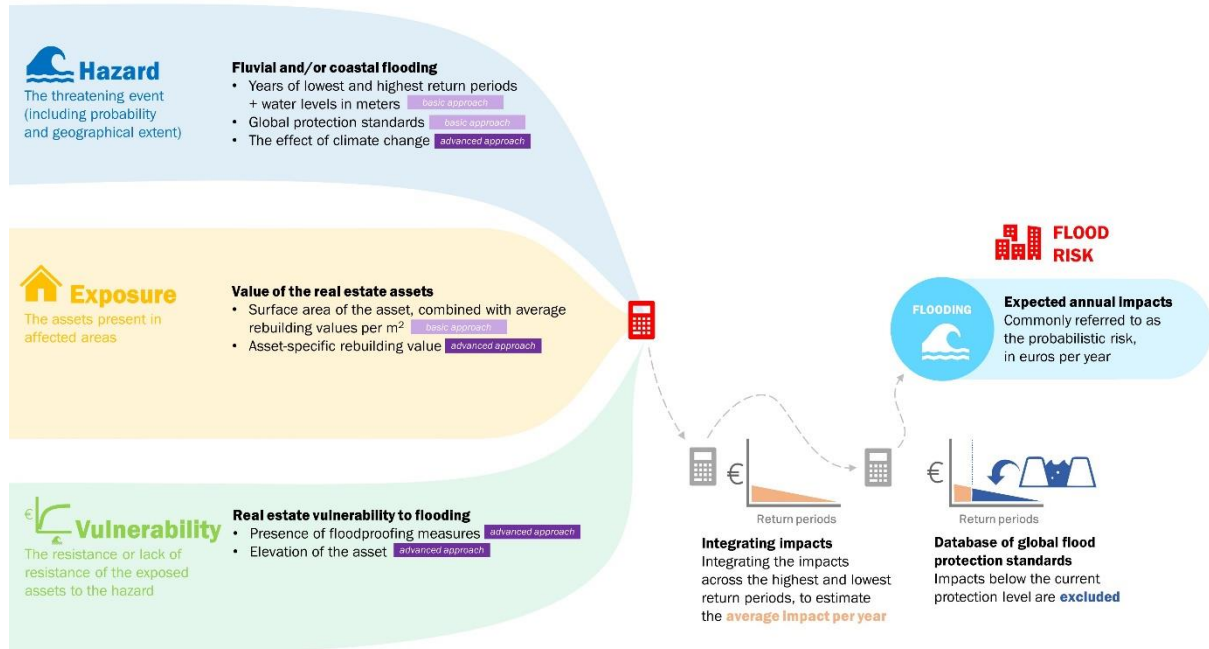 Hazard
The threatening event
(including probability
and geographical extent)
Fluvial and/or coastal flooding
• Years of lowest and highest return periods
+ water levels in meters basic approach
• Global protection standards basic approach
• The effect of climate change advanced approach
Exposure
The assets present in
affected areas
Value of the real estate assets
• Surface area of the asset, combined with average
rebuilding values per m² basic approach
• Asset-specific rebuilding value advanced approach
€
Vulnerability
The resistance or lack of
resistance of the exposed
assets to the hazard
Real estate vulnerability to flooding
• Presence of floodproofing measures advanced approach
• Elevation of the asset advanced approach
FLOOD
RISK
FLOODING
Expected annual impacts
Commonly referred to as
the probabilistic risk,
in euros per year
€
Return periods
Integrating impacts
Integrating the impacts
across the highest and lowest
return periods, to estimate
the average impact per year
€
Return periods
Database of global flood
protection standards
Impacts below the current
protection level are excluded